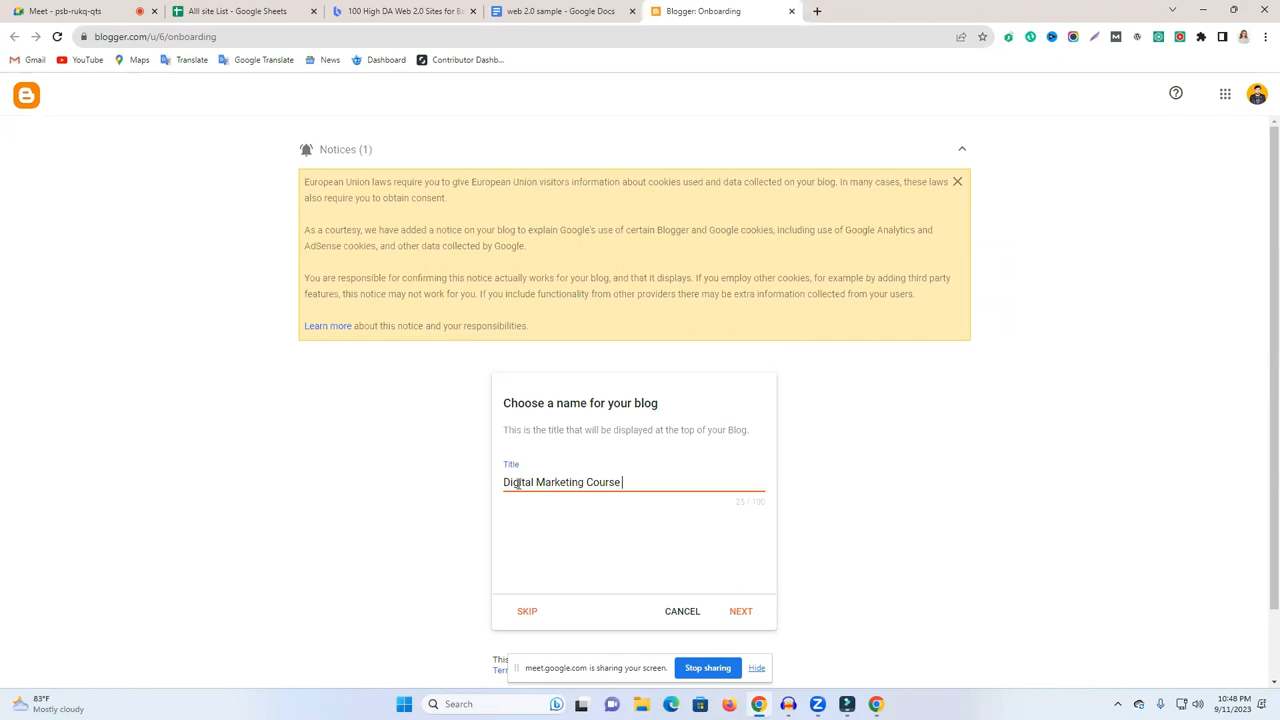 Meet - psb-rukq-qts
Alll site List - Google Sheets
100 High DA Web 2.0 Sites for Ba
web 2.0 sample - Google Docs
Blogger: Onboarding
blogger.com/u/6/onboarding
Gmail
YouTube
Maps
Translate
Google Translate
News
Dashboard
Contributor Dashb...
Notices (1)
European Union laws require you to give European Union visitors information about cookies used and data collected on your blog. In many cases, these laws
also require you to obtain consent.
As a courtesy, we have added a notice on your blog to explain Google's use of certain Blogger and Google cookies, including use of Google Analytics and
AdSense cookies, and other data collected by Google.
You are responsible for confirming this notice actually works for your blog, and that it displays. If you employ other cookies, for example by adding third party
features, this notice may not work for you. If you include functionality from other providers there may be extra information collected from your users.
Learn more about this notice and your responsibilities.
Choose a name for your blog
This is the title that will be displayed at the top of your Blog.
Title
Digital Marketing Course
25 / 100
SKIP
CANCEL
NEXT
This
Terr
meet.google.com is sharing your screen.
Stop sharing
Hide
83°F
Mostly cloudy
Search
10:48 PM
9/11/2023